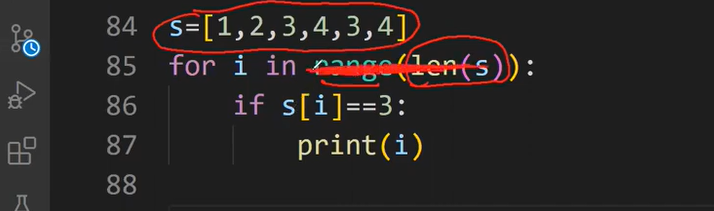 84 s=[1,2,3,4,3,4]
85 for i in range(len(s)):
86 if s[i]==3:
87 print(i)
88